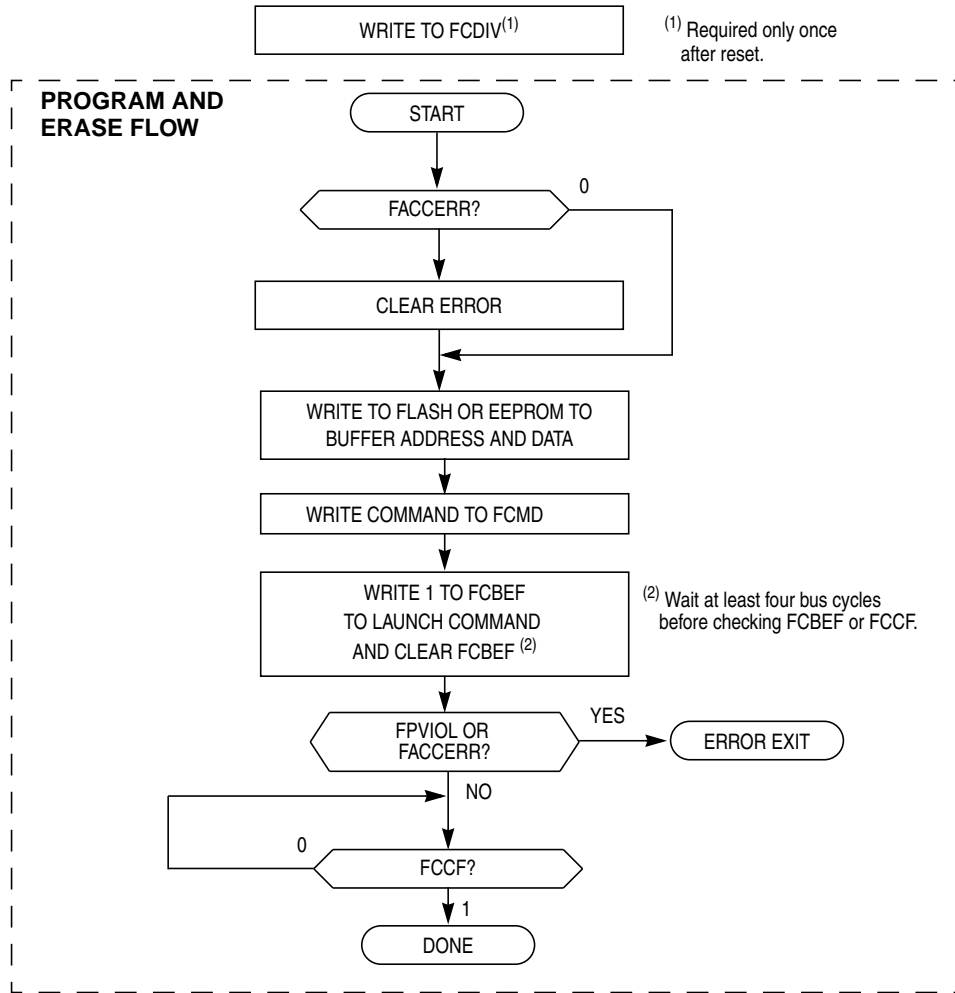 WRITE TO FCDIV(1)
(1) Required only once
after reset.
PROGRAM AND
ERASE FLOW
START
FACCERR?
0
CLEAR ERROR
WRITE TO FLASH OR EEPROM TO
BUFFER ADDRESS AND DATA
WRITE COMMAND TO FCMD
WRITE 1 TO FCBEF
TO LAUNCH COMMAND
AND CLEAR FCBEF (2)
(2) Wait at least four bus cycles
before checking FCBEF or FCCF.
FPVIOL OR
FACCERR?
YES
ERROR EXIT
NO
0
FCCF?
1
DONE